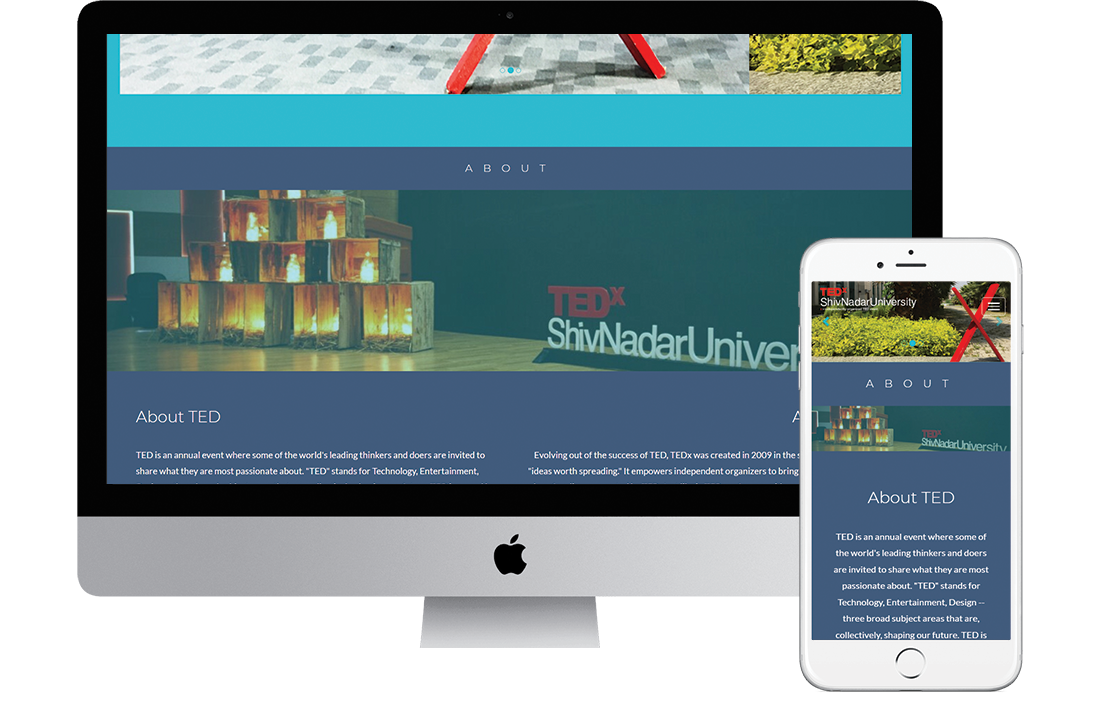 ABOUT
TEDx
ShivNadarUniver
About TED
A
TED is an annual event where some of the world's leading thinkers and doers are invited to
share what they are most passionate about. "TED" stands for Technology, Entertainment,
Evolving out of the success of TED, TEDx was created in 2009 in the s
"ideas worth spreading." It empowers independent organizers to bring
TEDx
ShivNadarUniversity
ABOUT
TEDx
ShivNadarUniversity
About TED
TED is an annual event where some of
the world's leading thinkers and doers
are invited to share what they are most
passionate about. "TED" stands for
Technology, Entertainment, Design —
three broad subject areas that are,
collectively, shaping our future. TED is